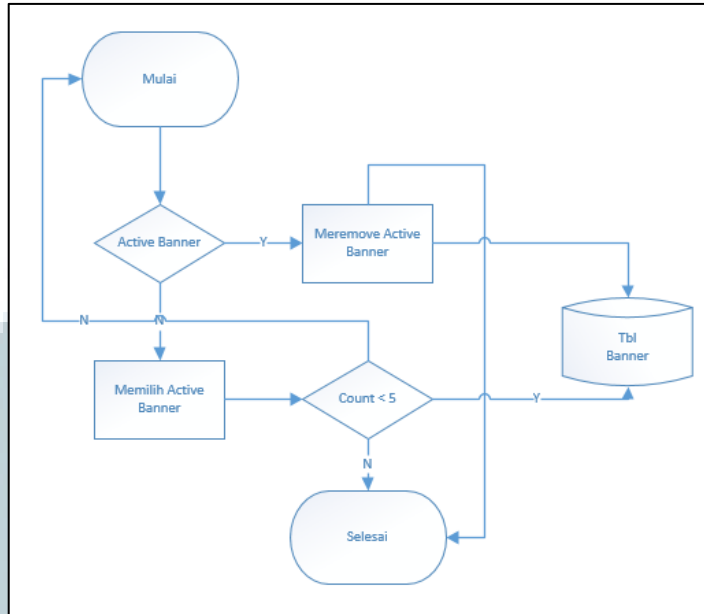 Mulai
Active Banner
Y
Meremove Active
Banner
N
N
Tbl
Banner
Memilih Active
Banner
Count < 5
Y
N
Selesai